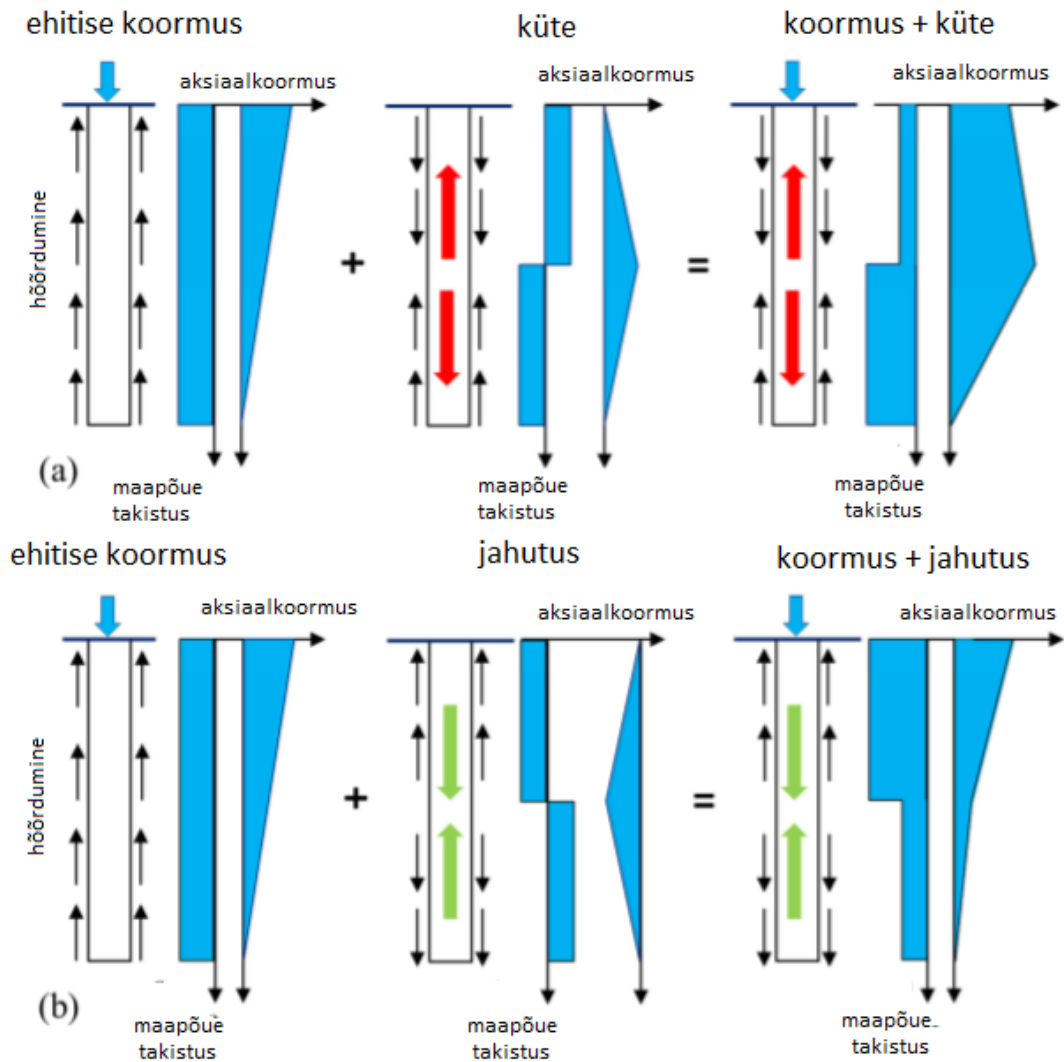 ehitise koormus
küte
koormus + küte
aksiaalkoormus
aksiaalkoormus
aksiaalkoormus
hõõrdumine
+
=
(a)
maapõue
takistus
maapõue
takistus
maapõue
takistus
ehitise koormus
jahutus
koormus + jahutus
aksiaalkoormus
aksiaalkoormus
aksiaalkoormus
hõõrdumine
+
=
(b)
maapõue
takistus
maapõue
takistus
maapõue
takistus